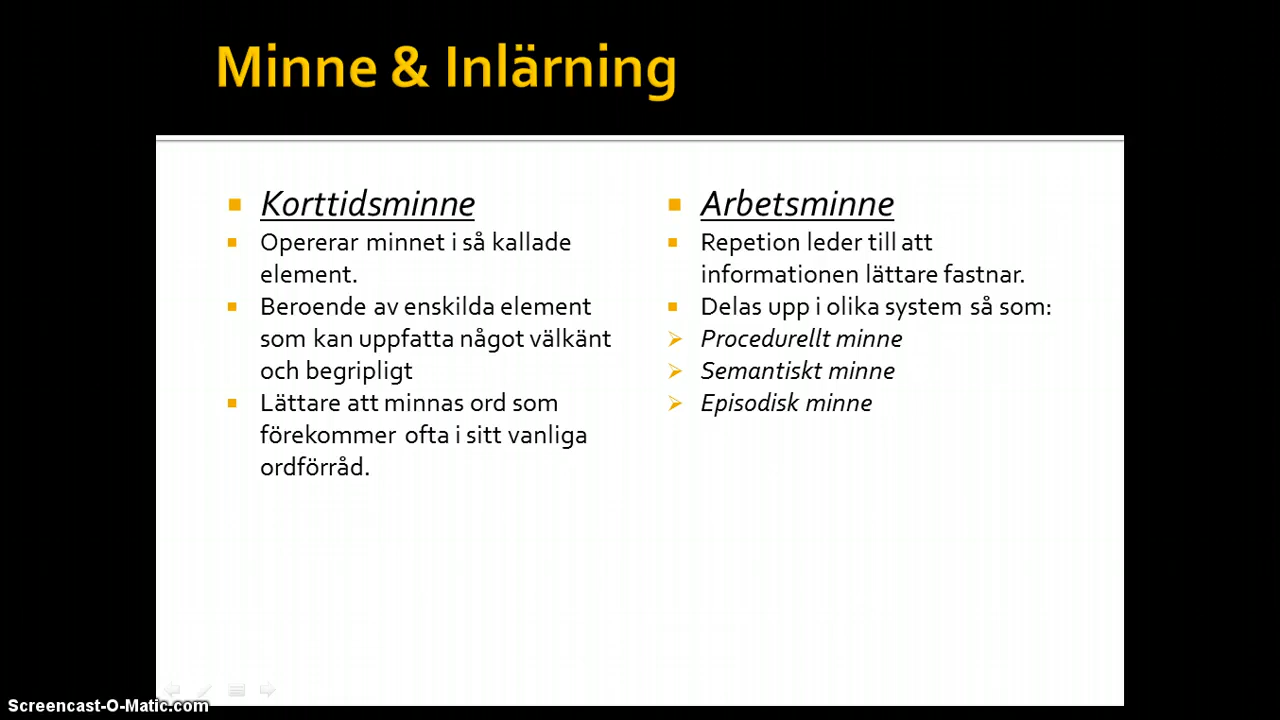 Minne & Inlärning
Korttidsminne
Opererar minnet i så kallade
element.
Beroende av enskilda element
som kan uppfatta något välkänt
och begripligt
Lättare att minnas ord som
förekommer ofta i sitt vanliga
ordförråd.
Arbetsminne
Repetion leder till att
informationen lättare fastnar.
Delas upp i olika system så som:
Procedurellt minne
Semantiskt minne
Episodisk minne
Screencast-O-Matic.com